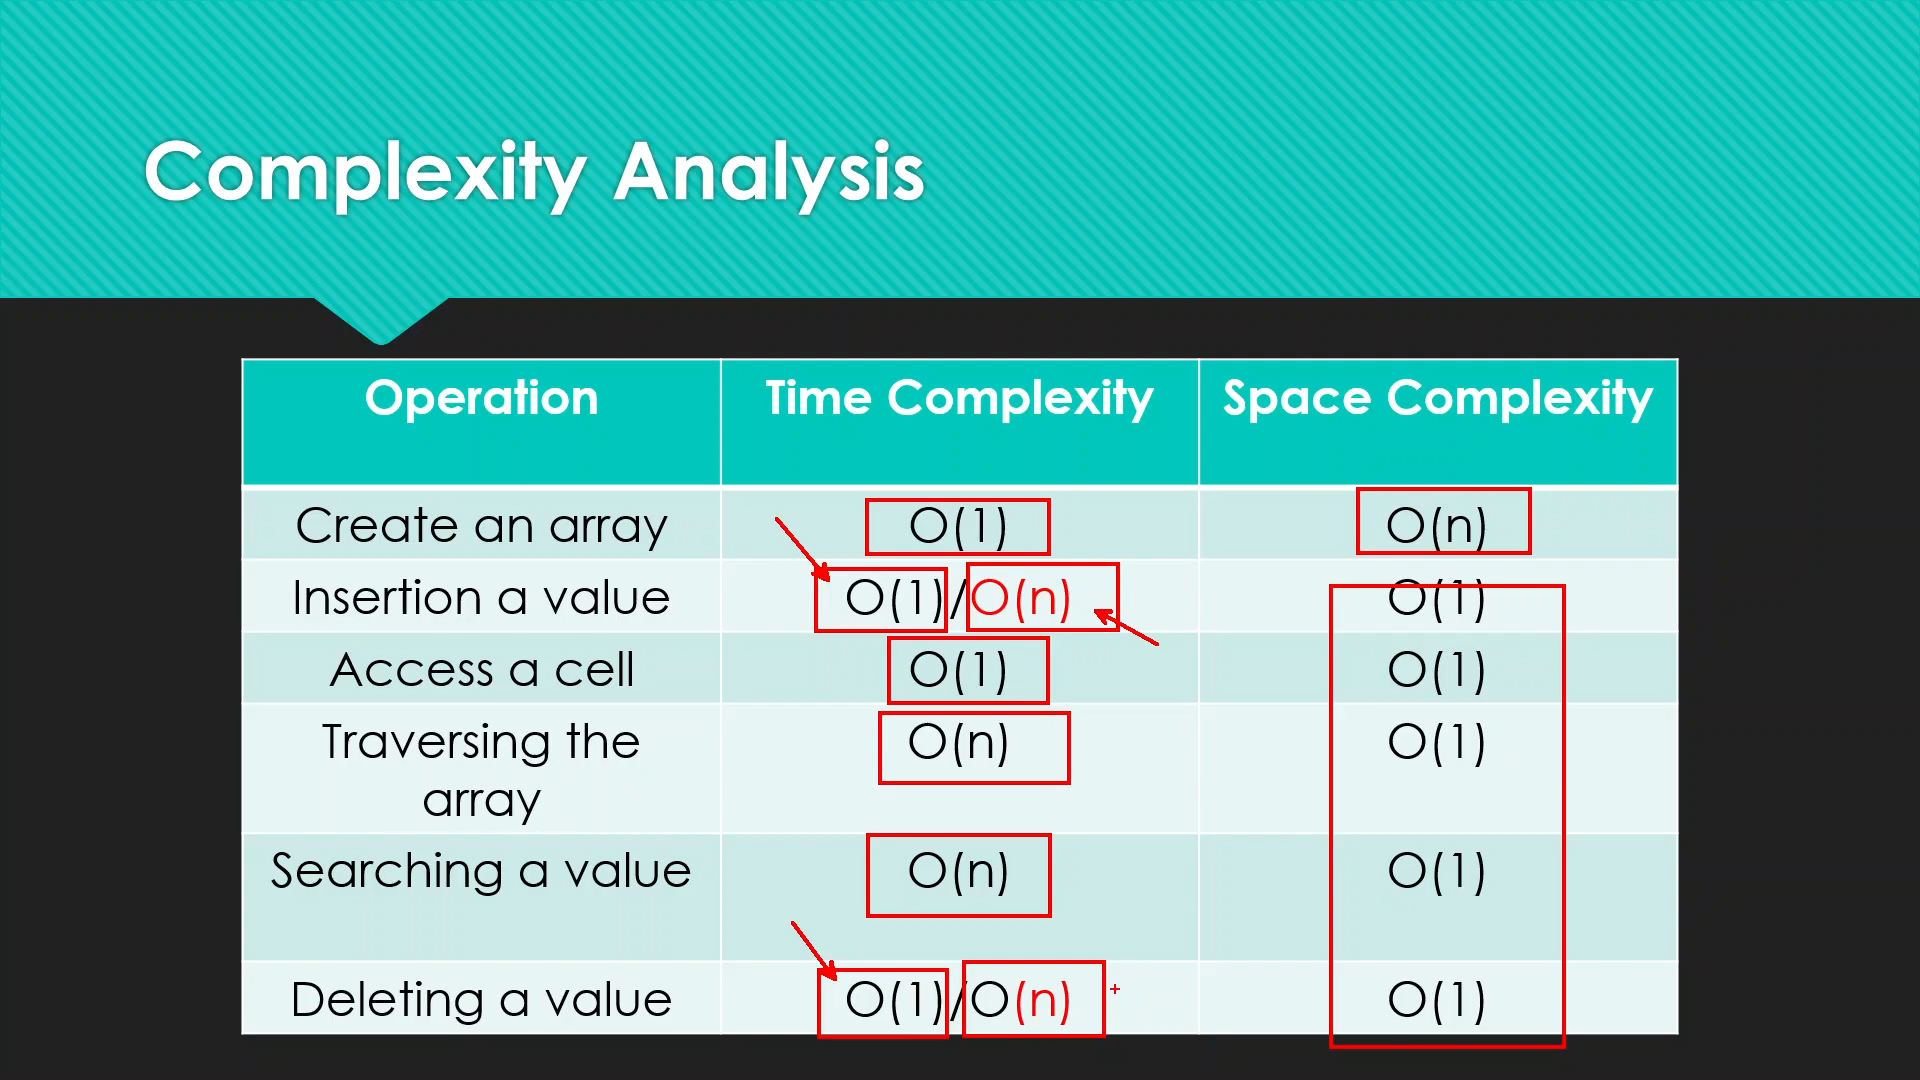 Complexity Analysis
Operation Time Complexity Space Complexity
Create an array O(1) O(n)
Insertion a value O(1)/O(n) O(1)
Access a cell O(1) O(1)
Traversing the O(n) O(1)
array
Searching a value O(n) O(1)
Deleting a value O(1)/O(n) O(1)